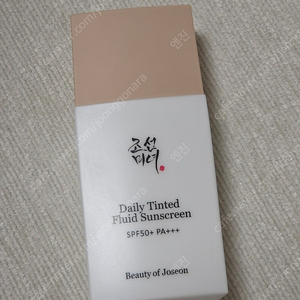 조선
미녀
Daily Tinted
Fluid Sunscreen
SPF50+ PA+++
Beauty of Joseon